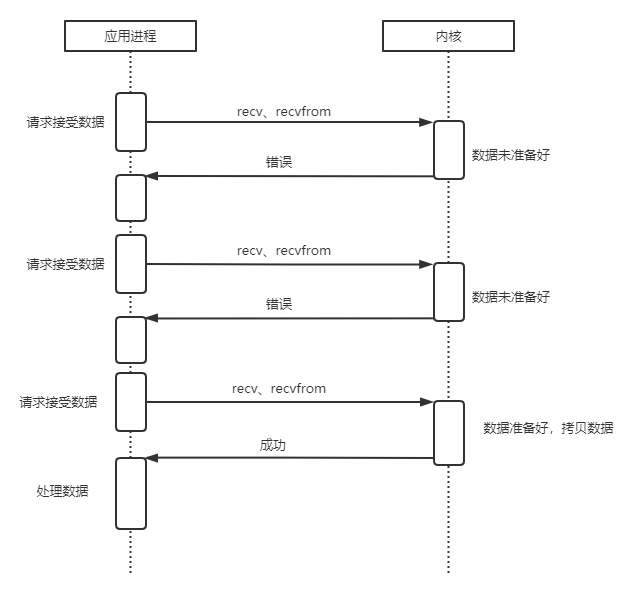 应用进程
内核
recv、recvfrom
请求接受数据
数据未准备好
错误
recv、recvfrom
请求接受数据
数据未准备好
错误
recv、recvfrom
请求接受数据
数据准备好，拷贝数据
成功
处理数据